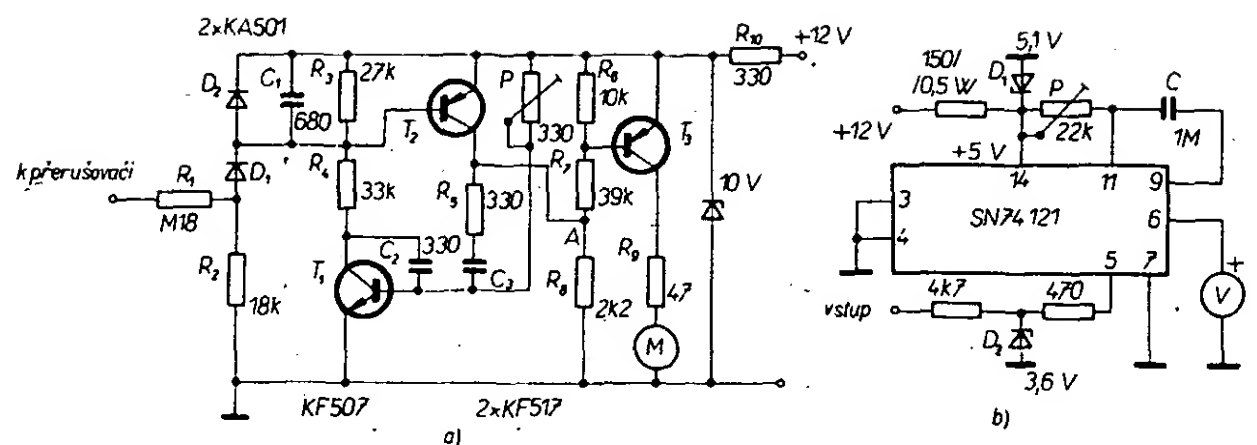 2×KA501
D₂
C₁
680
R₃
27k
T₂
P
330
R₆
10k
T₃
R₁₀
330
+12 V
k přerušovači
R₁
M18
D₁
R₄
33k
R₅
330
R₇
39k
A
10 V
R₂
18k
C₂
330
T₁
C₃
R₈
2k2
R₉
47
M
KF507
2×KF517
a)
5,1 V
150/
/0,5 W
D₁
P
22k
C
1M
+12 V
+5 V
14
11
9
3
4
SN74 121
6
5
7
vstup
4k7
470
D₂
3,6 V
+
V
b)